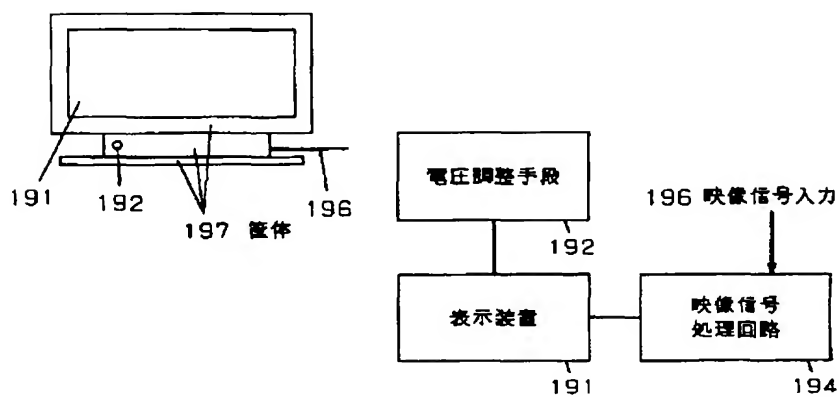 191
192
197 筐体
196
電圧調整手段
192
196 映像信号入力
表示装置
191
映像信号
処理回路
194